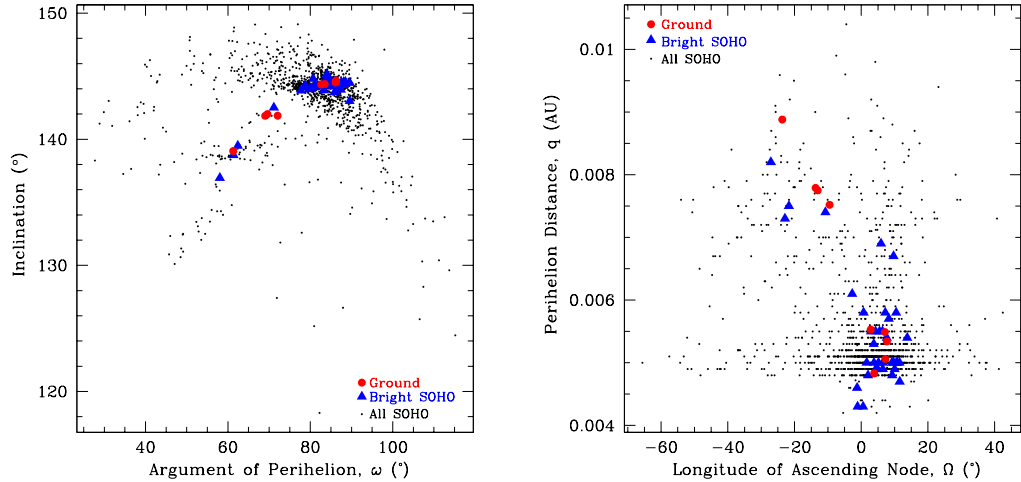 150
140
130
120
Inclination (°)
40
60
80
100
Argument of Perihelion, ω (°)
Ground
Bright SOHO
All SOHO
0.01
0.008
0.006
0.004
Perihelion Distance, q (AU)
−60
−40
−20
0
20
40
Longitude of Ascending Node, Ω (°)
Ground
Bright SOHO
All SOHO